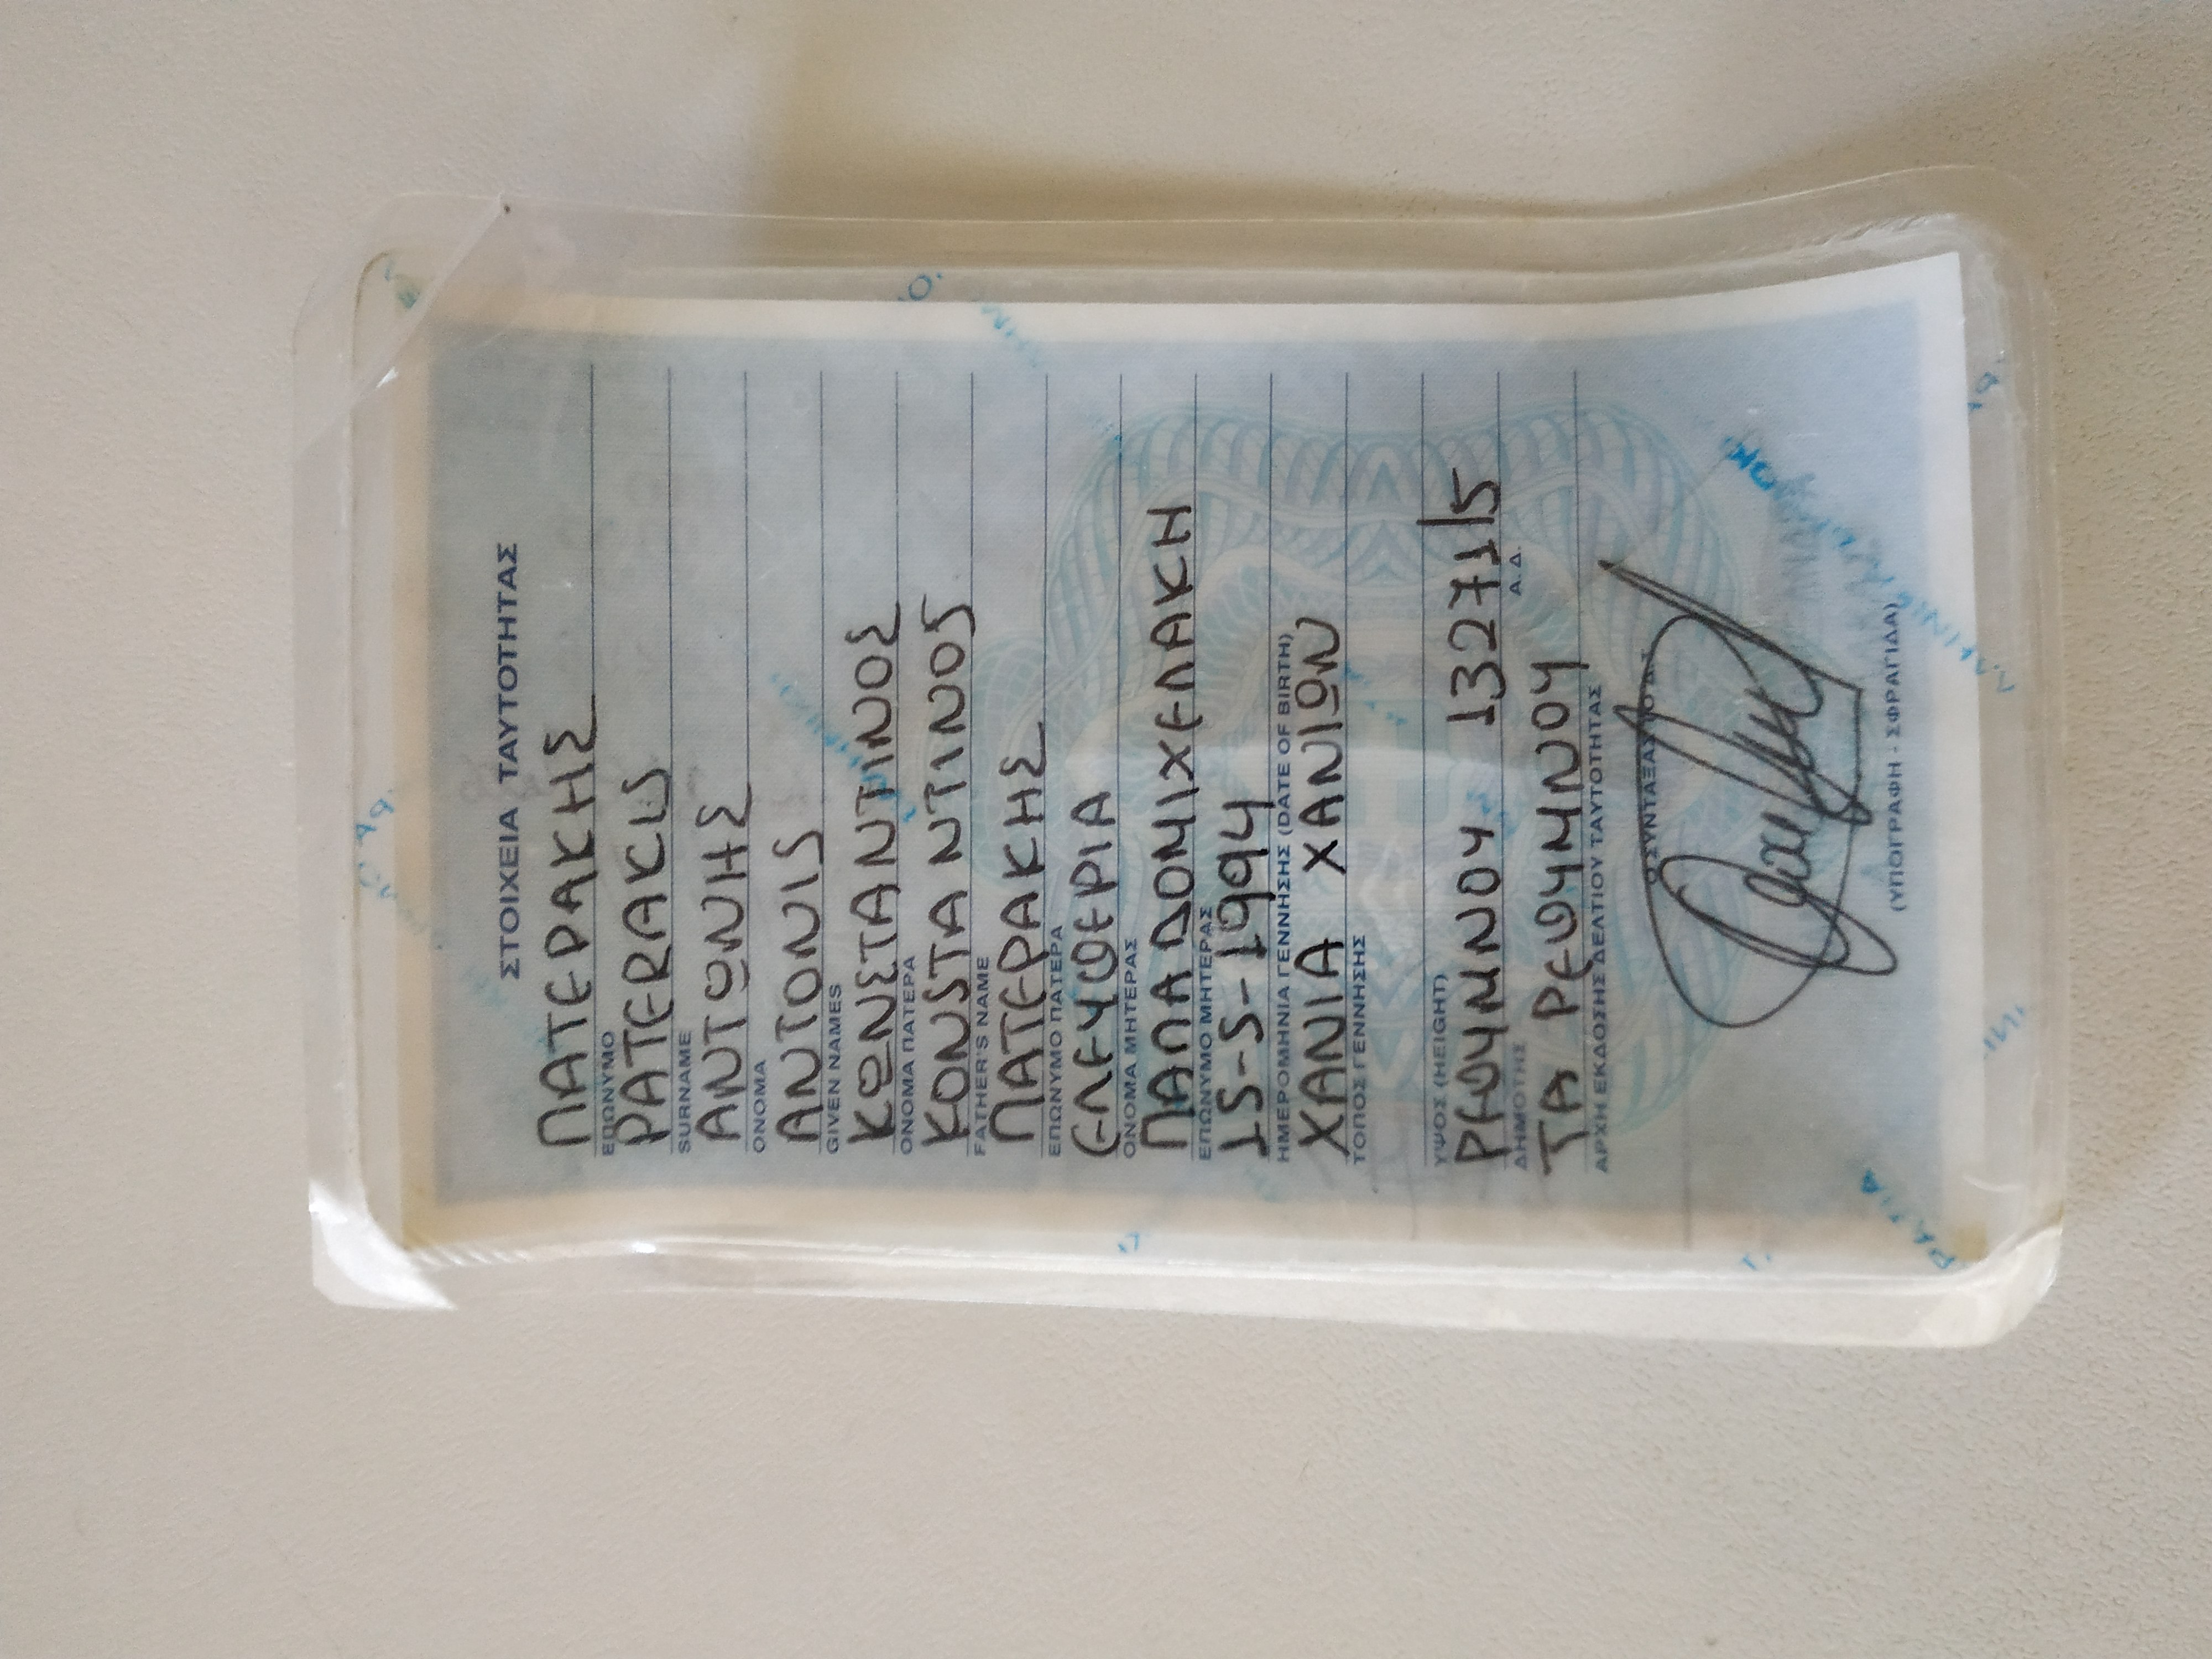 ΣΤΟΙΧΕΙΑ ΤΑΥΤΟΤΗΤΑΣ
ΠΑΤΕΡΑΚΗΣ
ΕΠΩΝΥΜΟ
PATERAKIS
SURNAME
ΑΝΤΩΝΗΣ
ΟΝΟΜΑ
ANTONIS
GIVEN NAMES
ΚΩΝΣΤΑΝΤΙΝΟΣ
ΟΝΟΜΑ ΠΑΤΕΡΑ
KONSTANTINOS
FATHER'S NAME
ΠΑΤΕΡΑΚΗΣ
ΕΠΩΝΥΜΟ ΠΑΤΕΡΑ
ΕΛΕΥΘΕΡΙΑ
ΟΝΟΜΑ ΜΗΤΕΡΑΣ
ΠΑΠΑΔΟΜΙΧΕΛΑΚΗ
ΕΠΩΝΥΜΟ ΜΗΤΕΡΑΣ
15-5-1994
ΗΜΕΡΟΜΗΝΙΑ ΓΕΝΝΗΣΗΣ (DATE OF BIRTH)
ΧΑΝΙΑ ΧΑΝΙΩΝ
ΤΟΠΟΣ ΓΕΝΝΗΣΗΣ
ΥΨΟΣ (HEIGHT)
ΡΕΘΥΜΝΟΥ 13271/5
ΔΗΜΟΤΗΣ Α. Δ.
ΤΑ ΡΕΘΥΜΝΟΥ
ΑΡΧΗ ΕΚΔΟΣΗΣ ΔΕΛΤΙΟΥ ΤΑΥΤΟΤΗΤΑΣ
Ο ΣΥΝΤΑΞΑΣ ΤΟ Δ.Τ.
(ΥΠΟΓΡΑΦΗ - ΣΦΡΑΓΙΔΑ)